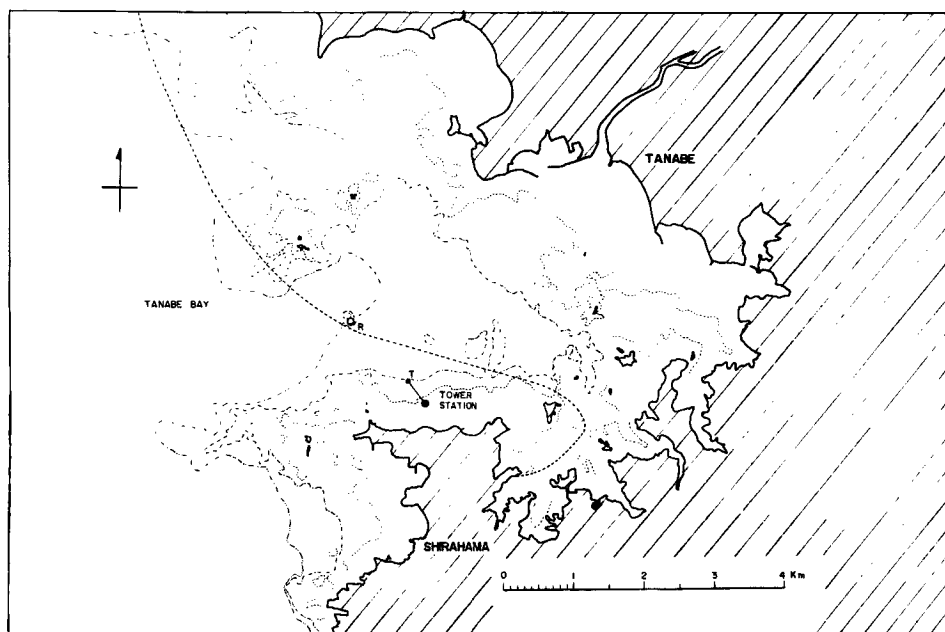 TANABE
TANABE BAY
R
T
TOWER
STATION
SHIRAHAMA
0 1 2 3 4 Km